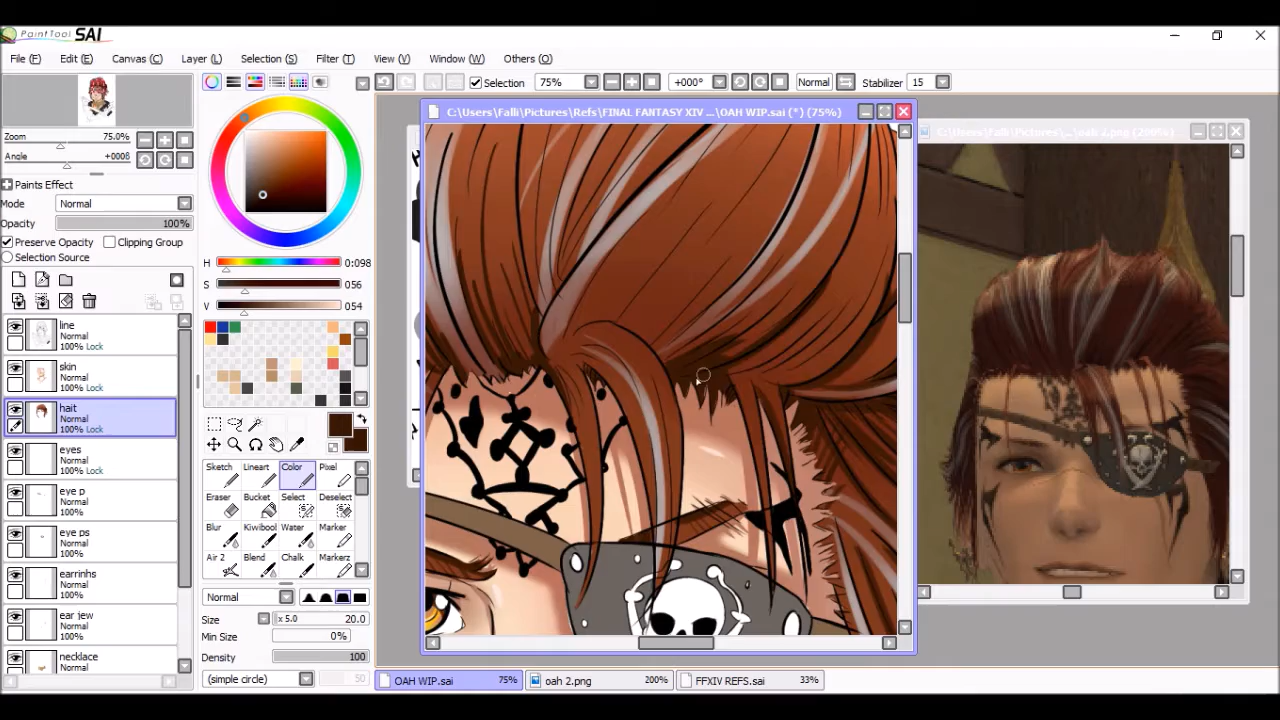 PaintTool SAI
File (F) Edit (E) Canvas (C) Layer (L) Selection (S) Filter (T) View (V) Window (W) Others (O)
Selection 75% +000° Normal Stabilizer 15
C:\Users\Falli\Pictures\Refs\FINAL FANTASY XIV ...\OAH WIP.sai (*) (75%)
Zoom 75.0%
Angle +000ß
Paints Effect
Mode Normal
Opacity 100%
Preserve Opacity Clipping Group
Selection Source
H 0:098
S 056
V 054
line
Normal
100% Lock
skin
Normal
100% Lock
hait
Normal
100% Lock
eyes
Normal
100% Lock
eye p
Normal
100%
eye ps
Normal
100%
earrinhs
Normal
100%
ear jew
Normal
100%
necklace
Normal
Sketch Lineart Color Pixel
Eraser Bucket Select Deselect
Blur Kiwibool Water Marker
Air 2 Blend Chalk Markerz
Normal
Size x 5.0 20.0
Min Size 0%
Density 100
(simple circle) 50
OAH WIP.sai 75% oah 2.png 200% FFXIV REFS.sai 33%